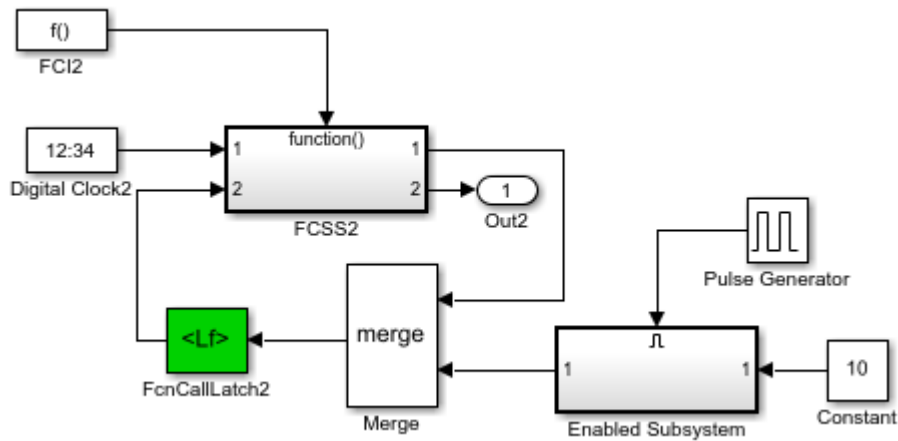 f()
FCI2
function()
12:34
1
1
Digital Clock2
2
2
1
FCSS2
Out2
Pulse Generator
<Lf>
merge
FcnCallLatch2
1
1
10
Merge
Enabled Subsystem
Constant